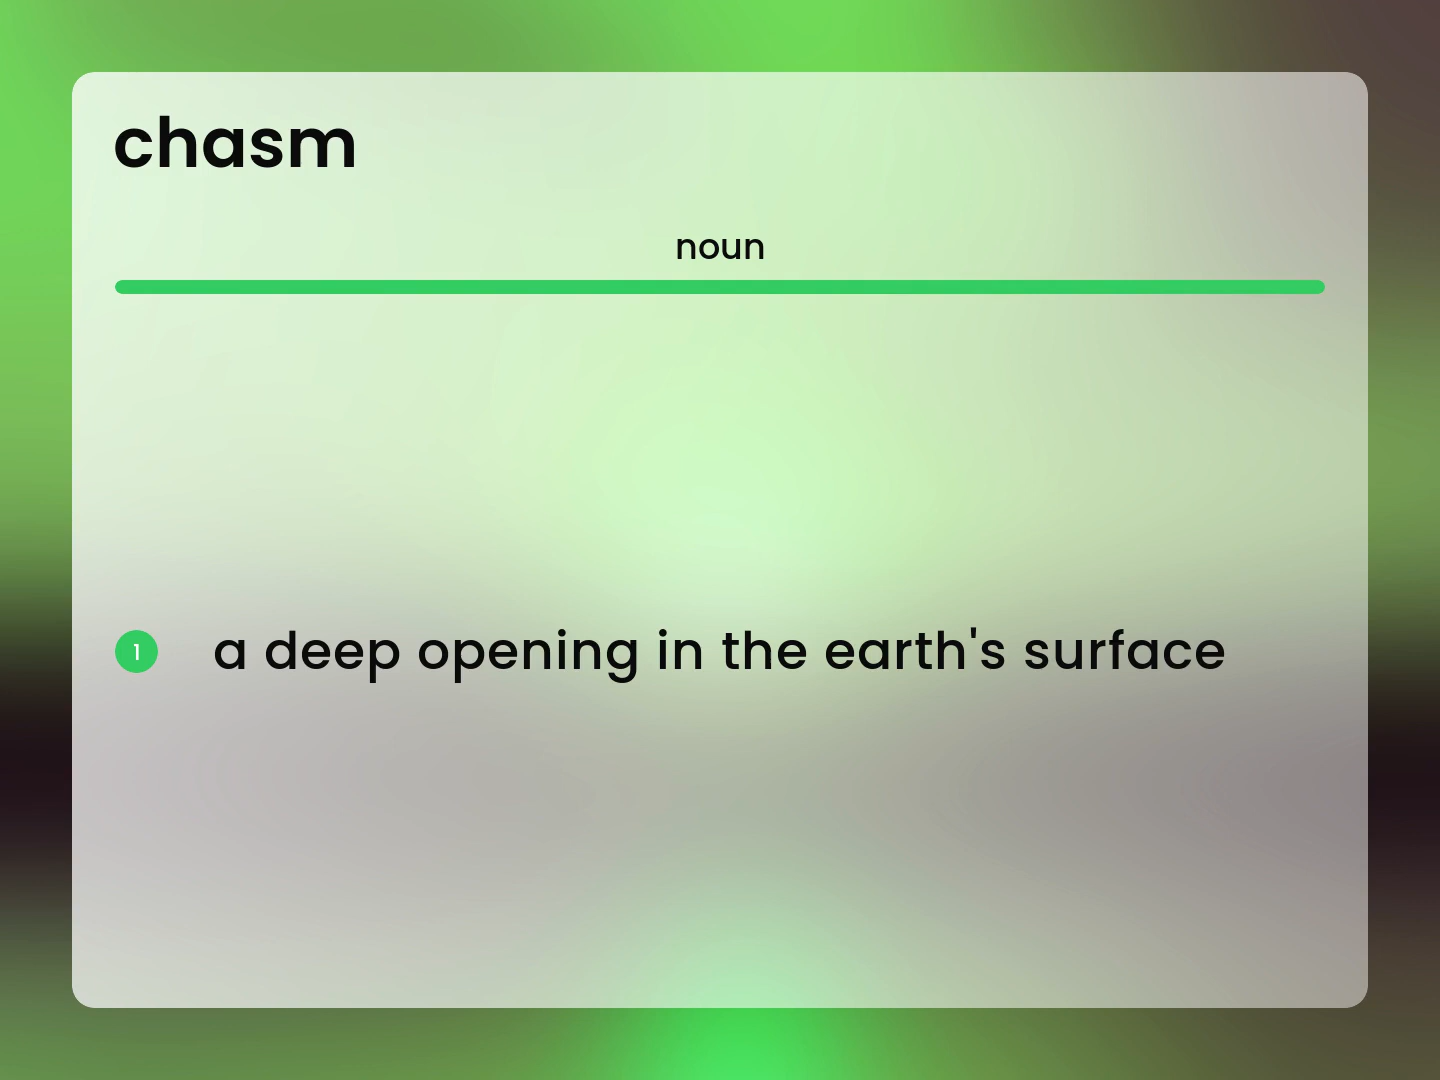 chasm
noun
1 a deep opening in the earth's surface